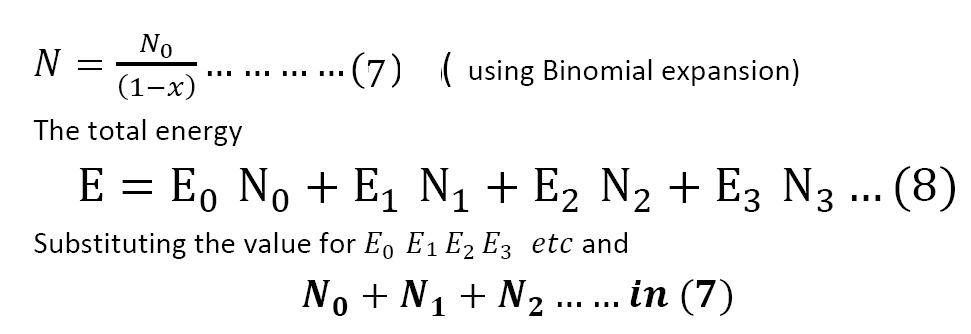 N = N₀/(1−x) … … … …(7) ( using Binomial expansion)
The total energy
E = E₀ N₀ + E₁ N₁ + E₂ N₂ + E₃ N₃ … (8)
Substituting the value for E₀ E₁ E₂ E₃ etc and
N₀ + N₁ + N₂ … … in (7)